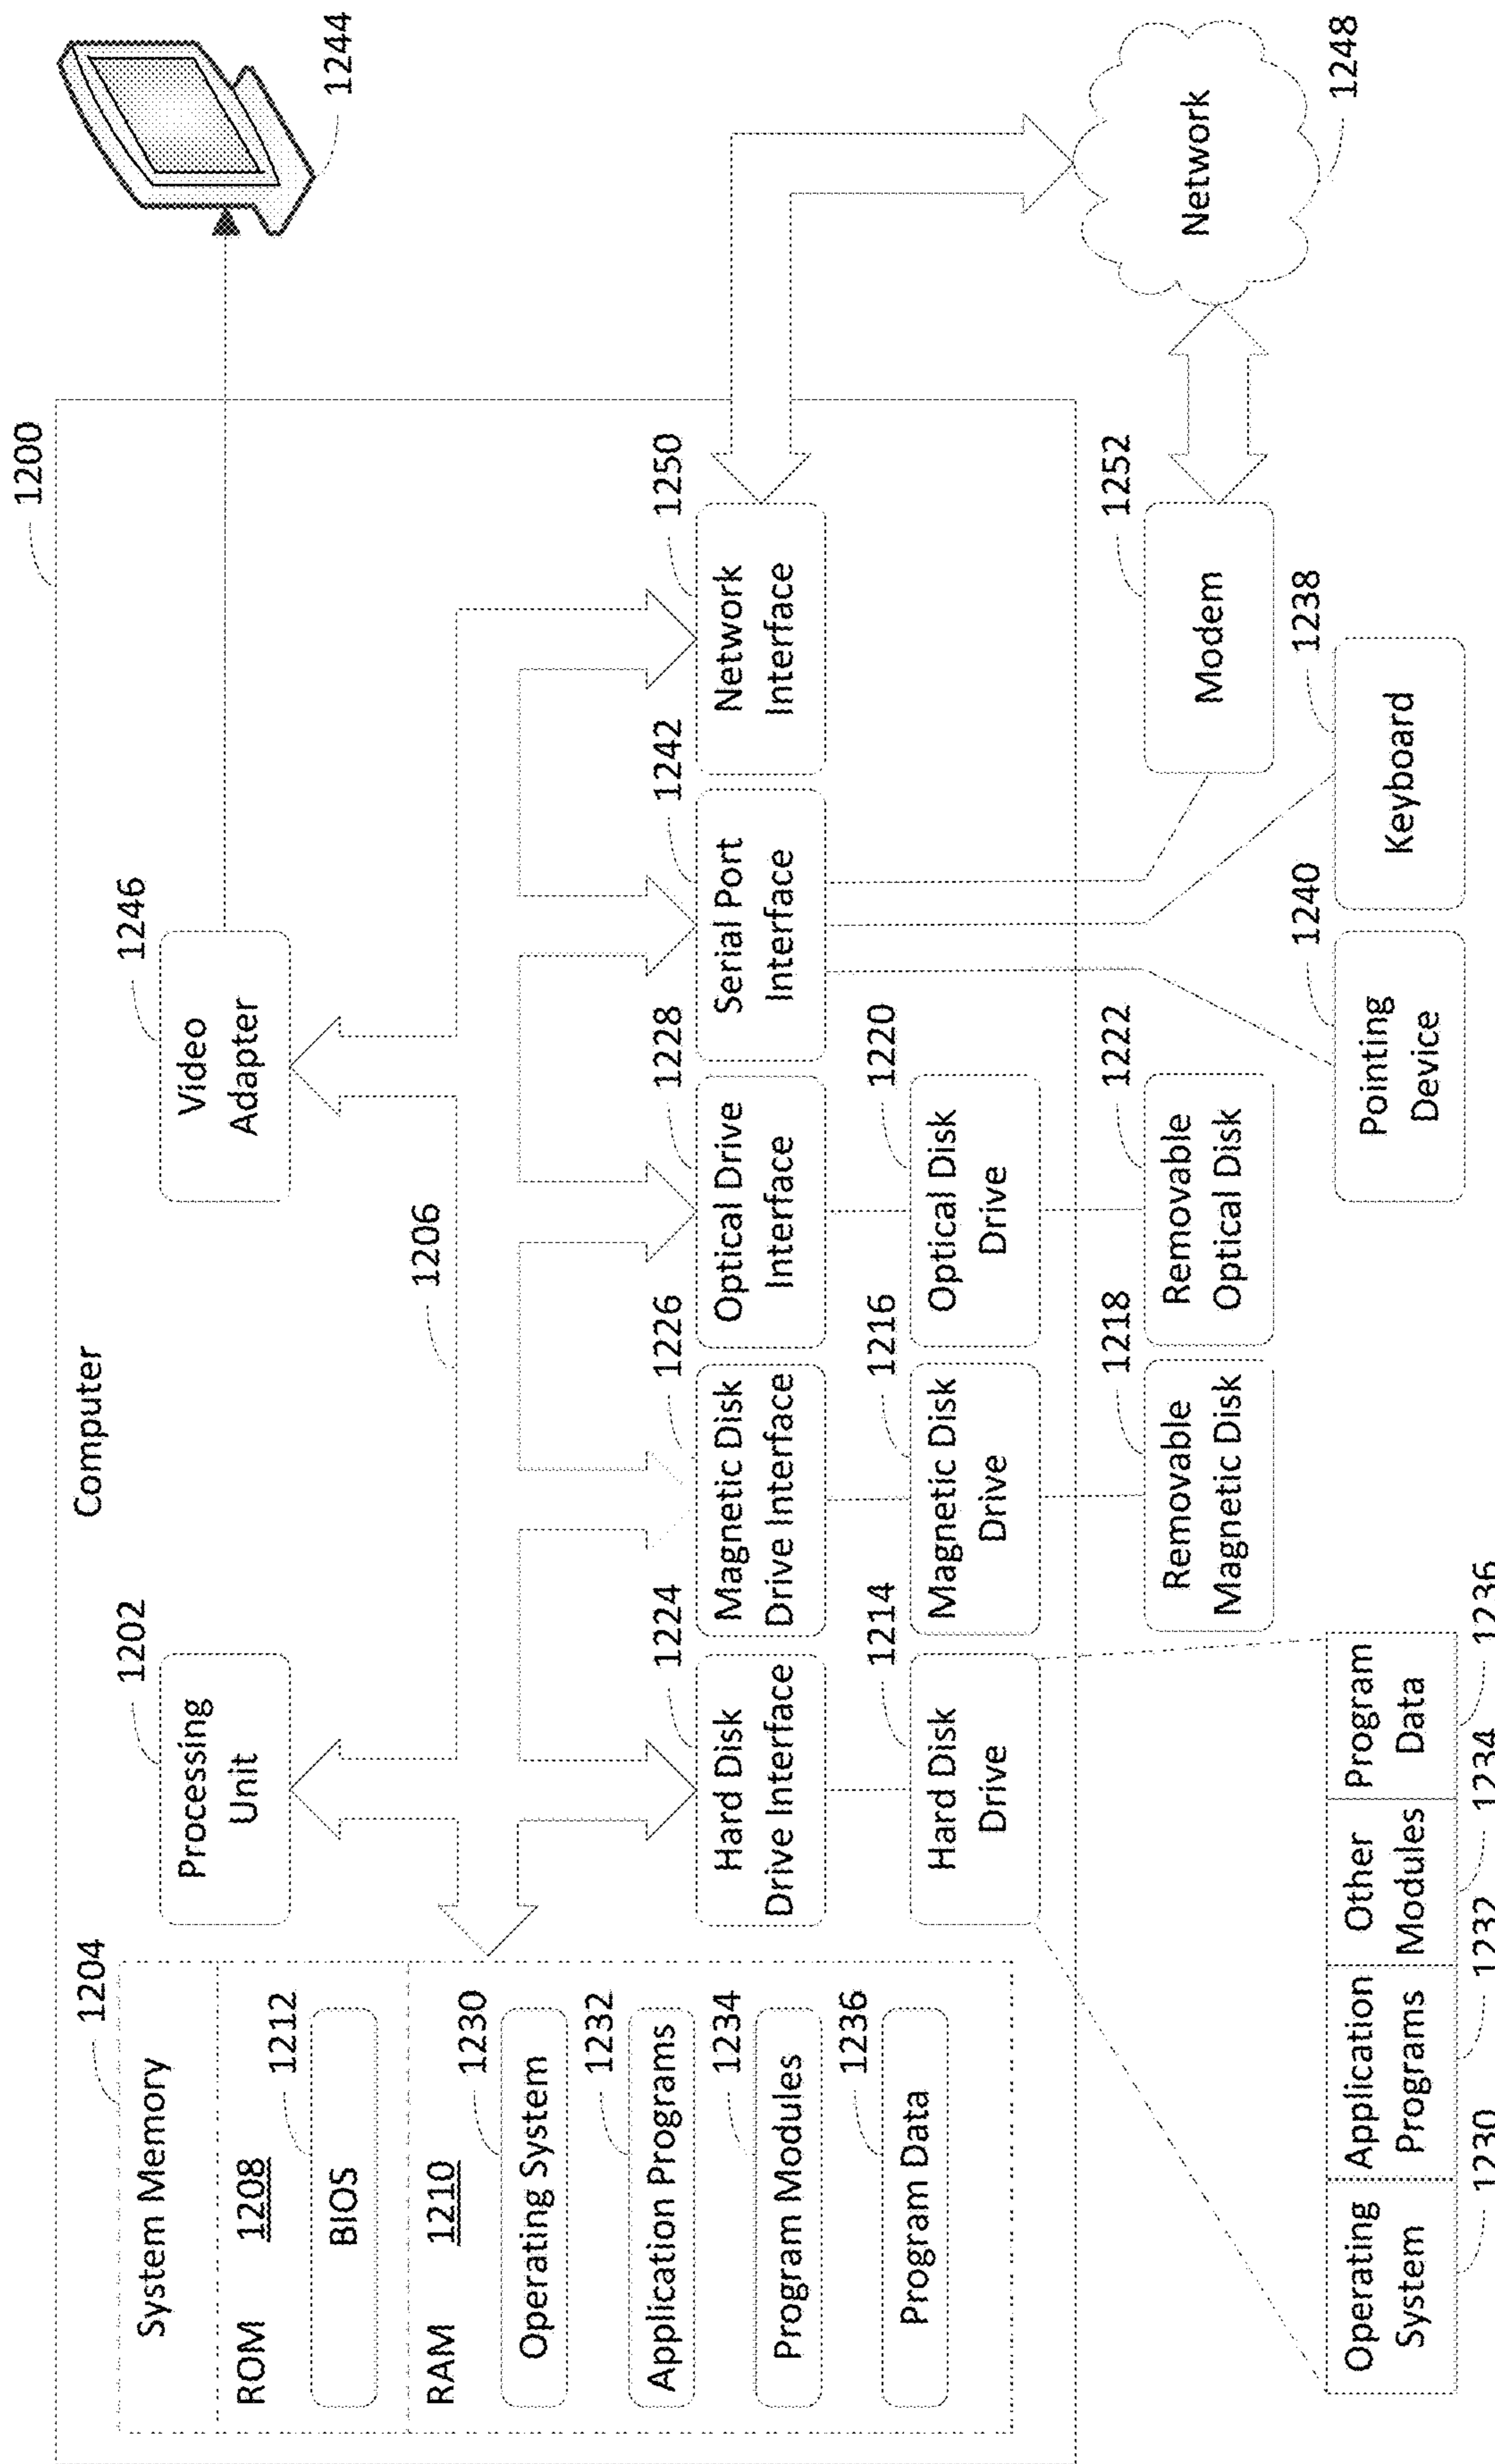 1200
Computer
1244
1204
System Memory
ROM 1208
1212
BIOS
RAM 1210
1230
Operating System
1232
Application Programs
1234
Program Modules
1236
Program Data
1202
Processing
Unit
1246
Video
Adapter
1206
1224
Hard Disk
Drive Interface
1226
Magnetic Disk
Drive Interface
1228
Optical Drive
Interface
1242
Serial Port
Interface
1250
Network
Interface
1214
Hard Disk
Drive
1216
Magnetic Disk
Drive
1220
Optical Disk
Drive
1218
Removable
Magnetic Disk
1222
Removable
Optical Disk
1252
Modem
Network
1248
1240
Pointing
Device
1238
Keyboard
Operating
System
Application
Programs
Other
Modules
Program
Data
1230
1232
1234
1236